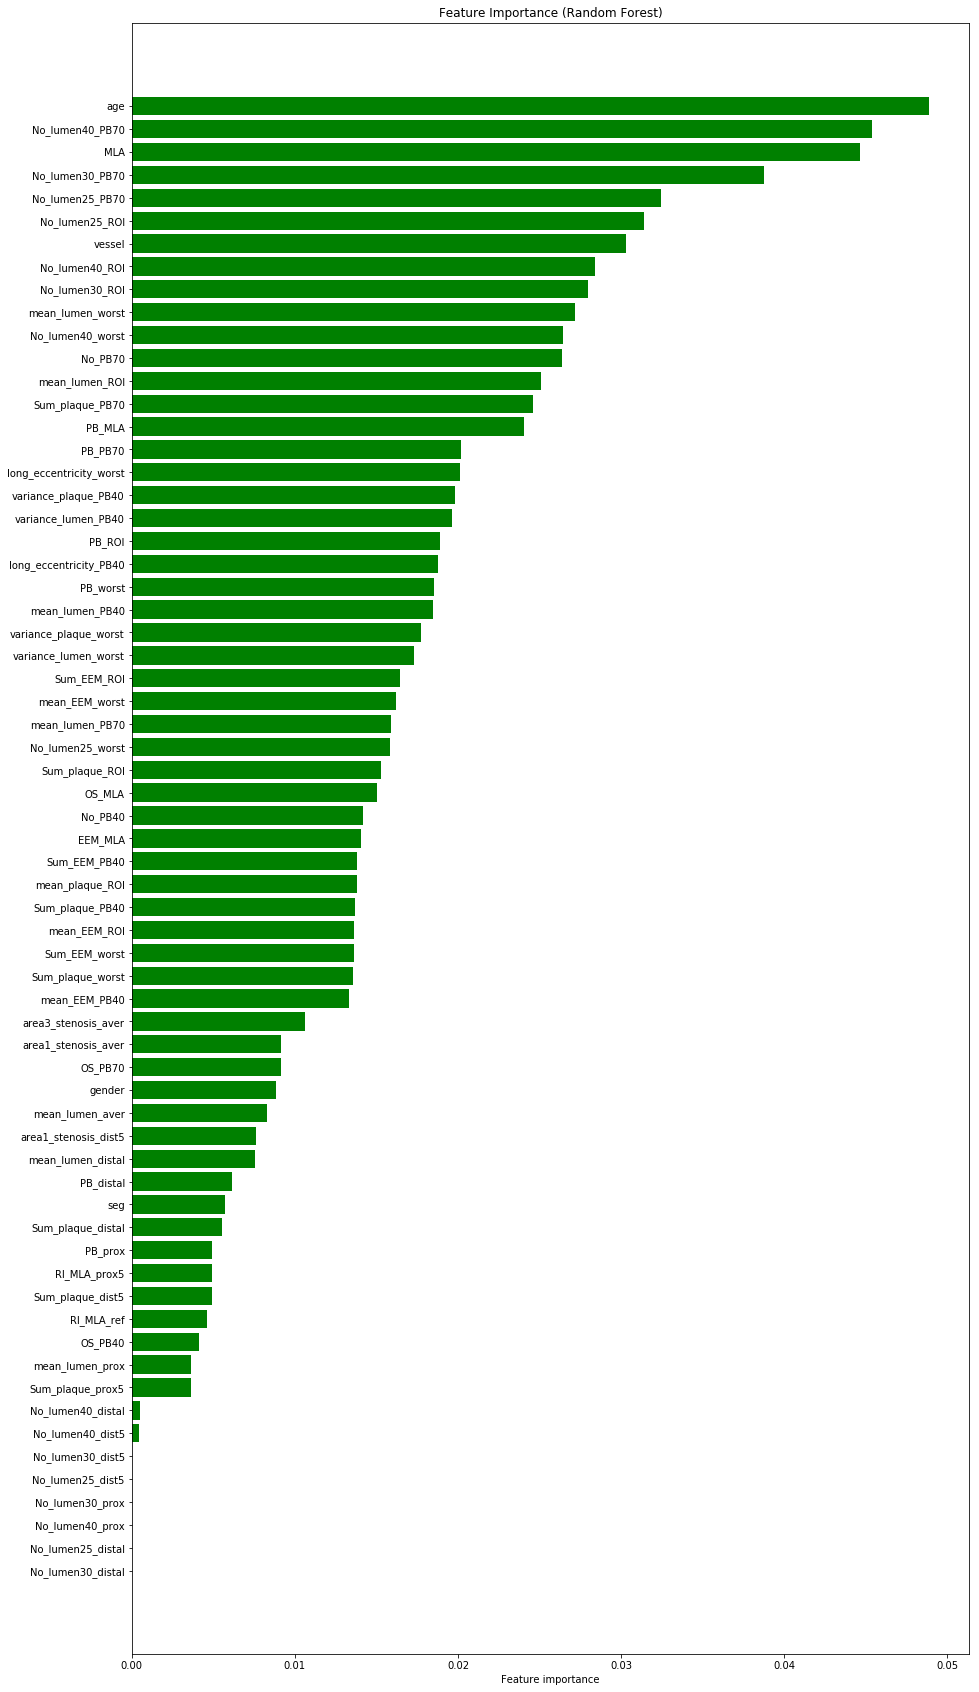 Feature Importance (Random Forest)
age
No_lumen40_PB70
MLA
No_lumen30_PB70
No_lumen25_PB70
No_lumen25_ROI
vessel
No_lumen40_ROI
No_lumen30_ROI
mean_lumen_worst
No_lumen40_worst
No_PB70
mean_lumen_ROI
Sum_plaque_PB70
PB_MLA
PB_PB70
long_eccentricity_worst
variance_plaque_PB40
variance_lumen_PB40
PB_ROI
long_eccentricity_PB40
PB_worst
mean_lumen_PB40
variance_plaque_worst
variance_lumen_worst
Sum_EEM_ROI
mean_EEM_worst
mean_lumen_PB70
No_lumen25_worst
Sum_plaque_ROI
OS_MLA
No_PB40
EEM_MLA
Sum_EEM_PB40
mean_plaque_ROI
Sum_plaque_PB40
mean_EEM_ROI
Sum_EEM_worst
Sum_plaque_worst
mean_EEM_PB40
area3_stenosis_aver
area1_stenosis_aver
OS_PB70
gender
mean_lumen_aver
area1_stenosis_dist5
mean_lumen_distal
PB_distal
seg
Sum_plaque_distal
PB_prox
RI_MLA_prox5
Sum_plaque_dist5
RI_MLA_ref
OS_PB40
mean_lumen_prox
Sum_plaque_prox5
No_lumen40_distal
No_lumen40_dist5
No_lumen30_dist5
No_lumen25_dist5
No_lumen30_prox
No_lumen40_prox
No_lumen25_distal
No_lumen30_distal
0.00 0.01 0.02 0.03 0.04 0.05
Feature importance